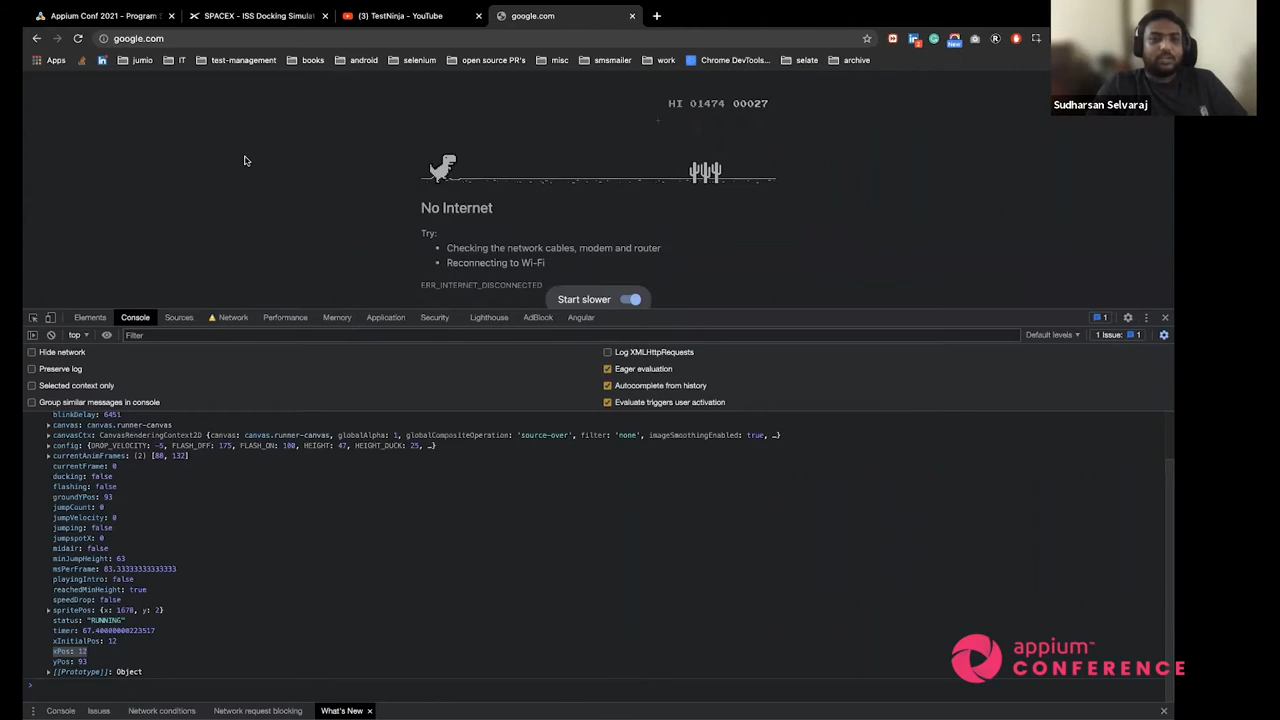 Appium Conf 2021 - Program
SPACEX - ISS Docking Simulat
(3) TestNinja - YouTube
google.com
google.com
2
New
Apps
jumio
IT
test-management
books
android
selenium
open source PR's
misc
smsmailer
work
Chrome DevTools...
selate
archive
Sudharsan Selvaraj
HI 01474 00027
No Internet
Try:
• Checking the network cables, modem and router
• Reconnecting to Wi-Fi
ERR_INTERNET_DISCONNECTED
Start slower
Elements
Console
Sources
Network
Performance
Memory
Application
Security
Lighthouse
AdBlock
Angular
1
top
Filter
Default levels
1 Issue: 1
Hide network
Log XMLHttpRequests
Preserve log
Eager evaluation
Selected context only
Autocomplete from history
Group similar messages in console
Evaluate triggers user activation
blinkDelay: 6451
canvas: canvas.runner-canvas
canvasCtx: CanvasRenderingContext2D {canvas: canvas.runner-canvas, globalAlpha: 1, globalCompositeOperation: 'source-over', filter: 'none', imageSmoothingEnabled: true, …}
config: {DROP_VELOCITY: -5, FLASH_OFF: 175, FLASH_ON: 100, HEIGHT: 47, HEIGHT_DUCK: 25, …}
currentAnimFrames: (2) [88, 132]
currentFrame: 0
ducking: false
flashing: false
groundYPos: 93
jumpCount: 0
jumpVelocity: 0
jumping: false
jumpspotX: 0
midair: false
minJumpHeight: 63
msPerFrame: 83.33333333333333
playingIntro: false
reachedMinHeight: true
speedDrop: false
spritePos: {x: 1678, y: 2}
status: "RUNNING"
timer: 67.40000000223517
xInitialPos: 12
xPos: 12
yPos: 93
[[Prototype]]: Object
appium™
CONFERENCE
Console
Issues
Network conditions
Network request blocking
What's New